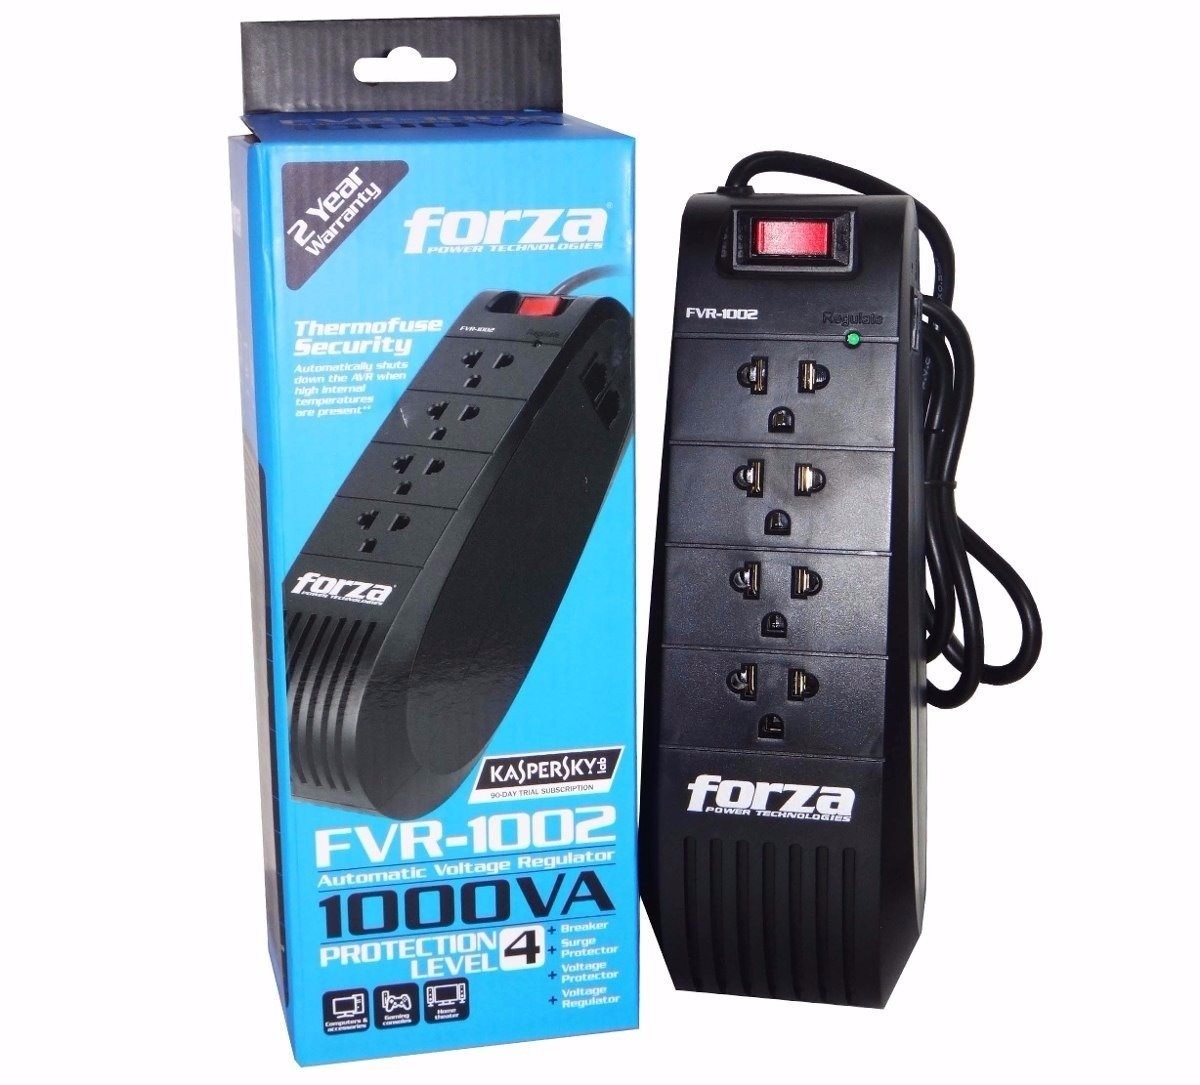 2 Year
Warranty
forza®
POWER TECHNOLOGIES
Thermofuse
Security
Automatically shuts
down the AVR when
high internal
temperatures
are present**
FVR-1002
Regulate
forza®
POWER TECHNOLOGIES
KASPERSKY lab
90-DAY TRIAL SUBSCRIPTION
FVR-1002
Automatic Voltage Regulator
1000VA
PROTECTION
LEVEL 4
+ Breaker
+ Surge
Protector
+ Voltage
Protector
+ Voltage
Regulator
Computers &
accessories
Gaming
consoles
Home
theater
FVR-1002
Regulate
forza
POWER TECHNOLOGIES